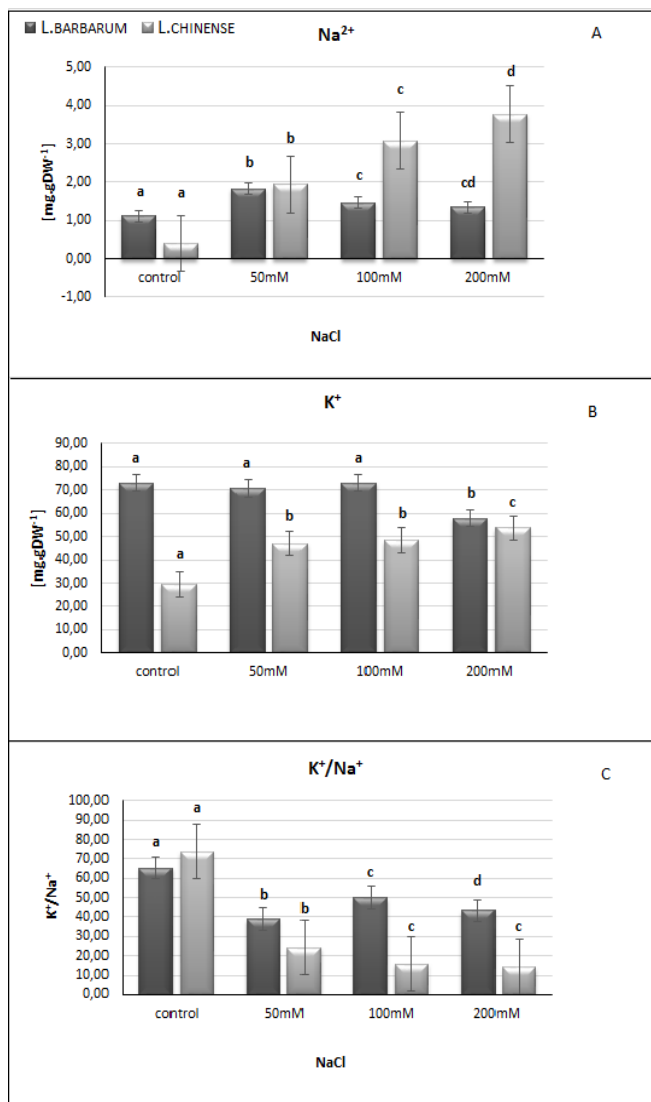 L.BARBARUM L.CHINENSE
Na²⁺
A
5,00
4,00
3,00
2,00
1,00
0,00
-1,00
[mg.gDW⁻¹]
a a b b c c cd d
control 50mM 100mM 200mM
NaCl
K⁺
B
90,00
80,00
70,00
60,00
50,00
40,00
30,00
20,00
10,00
0,00
[mg.gDW⁻¹]
a a a b a b b c
control 50mM 100mM 200mM
K⁺/Na⁺
C
100,00
90,00
80,00
70,00
60,00
50,00
40,00
30,00
20,00
10,00
0,00
K⁺/Na⁺
a a b b c c d c
control 50mM 100mM 200mM
NaCl